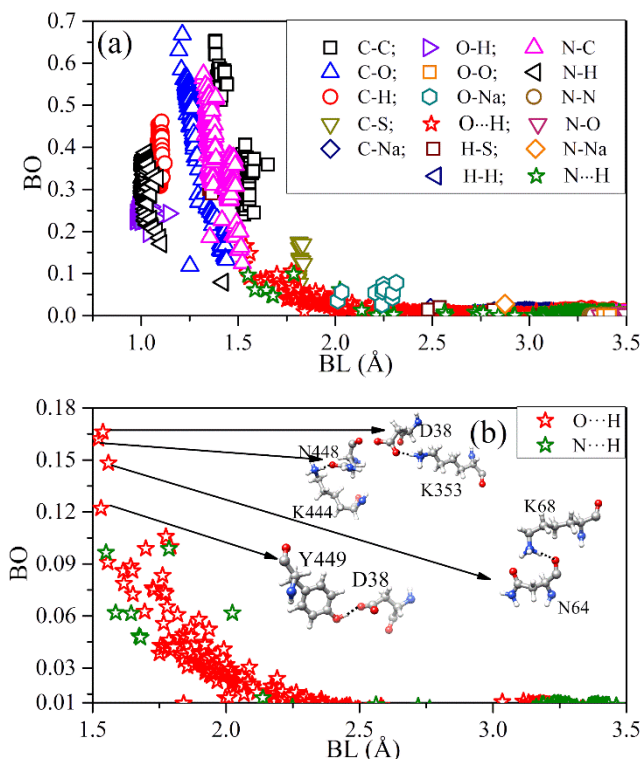 (a)
0.7
0.6
0.5
0.4
0.3
0.2
0.1
0.0
BO
C-C; O-H; N-C
C-O; O-O; N-H
C-H; O-Na; N-N
C-S; O···H; N-O
C-Na; H-S; N-Na
H-H; N···H
1.0 1.5 2.0 2.5 3.0 3.5
BL (Å)
0.18
0.15
0.12
0.09
0.06
0.03
0.01
BO
(b)
O···H
N···H
D38
N448
K353
K444
K68
Y449
D38
N64
1.5 2.0 2.5 3.0 3.5
BL (Å)